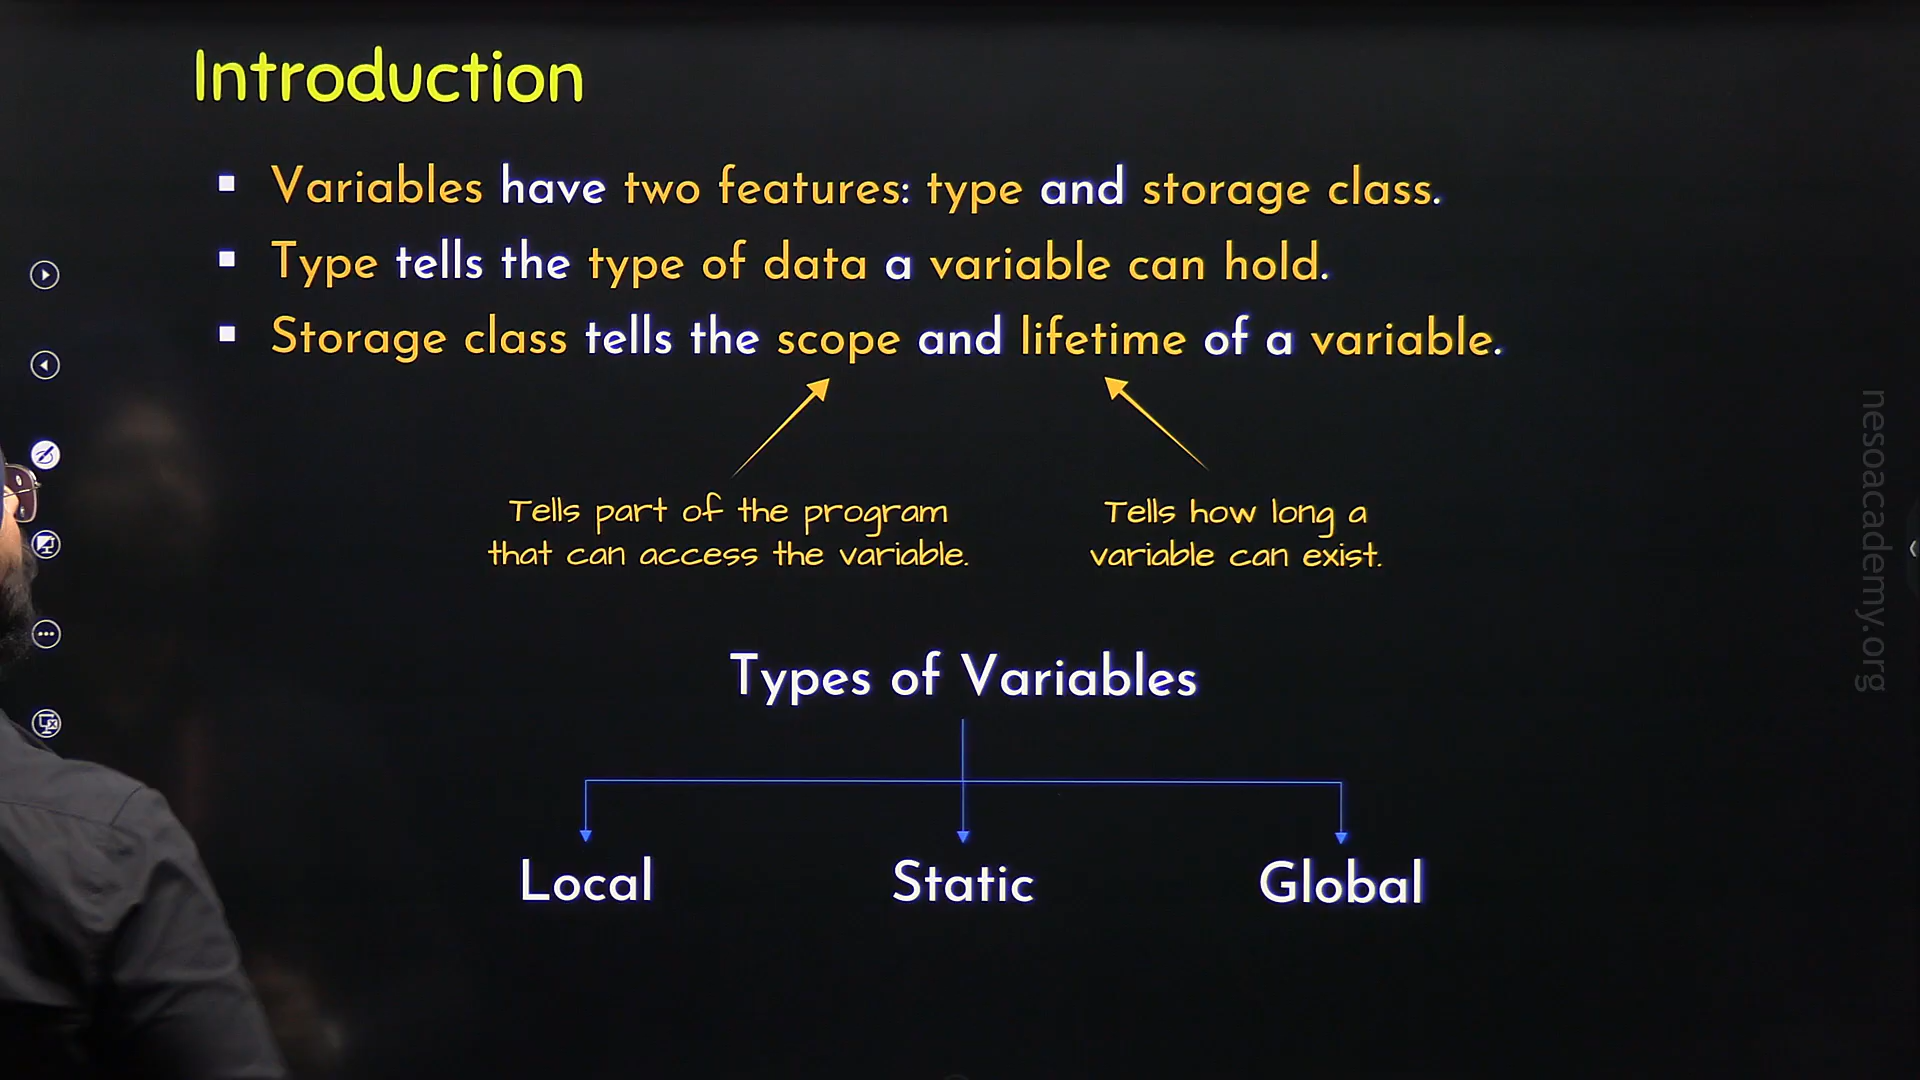 Introduction
▪ Variables have two features: type and storage class.
▪ Type tells the type of data a variable can hold.
▪ Storage class tells the scope and lifetime of a variable.
Tells part of the program
that can access the variable.
Tells how long a
variable can exist.
Types of Variables
Local
Static
Global
nesoacademy.org